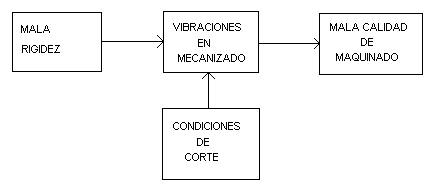 MALA
RIGIDEZ
VIBRACIONES
EN
MECANIZADO
MALA CALIDAD
DE
MAQUINADO
CONDICIONES
DE
CORTE